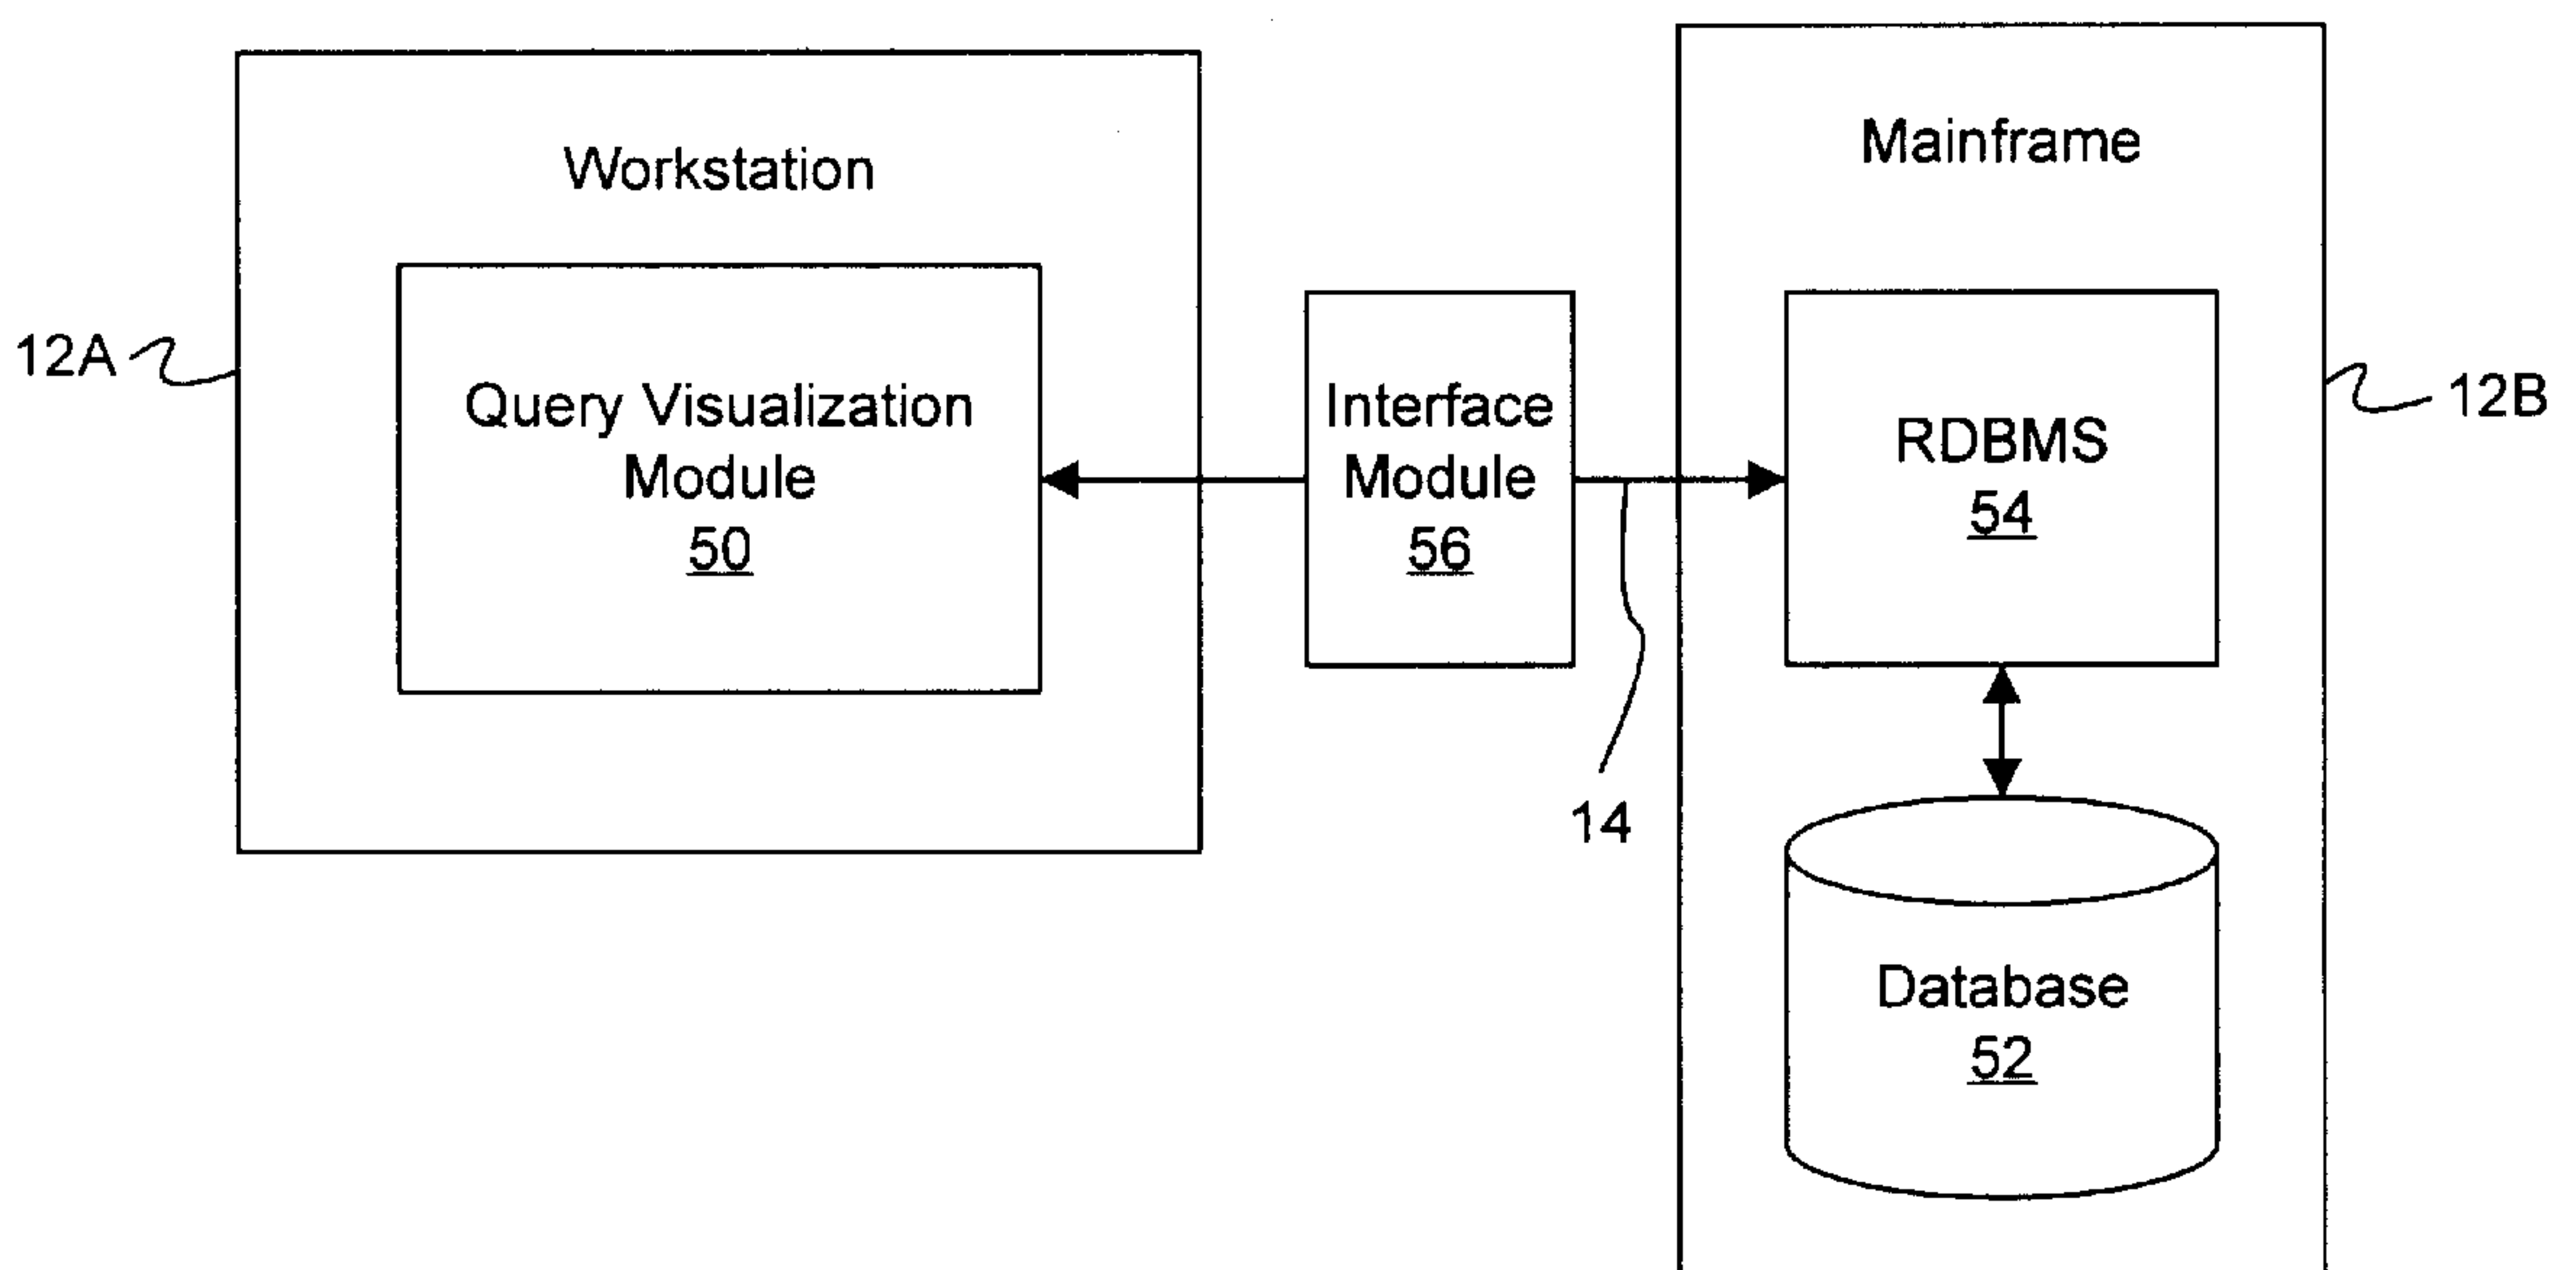 Workstation
Mainframe
12A
Query Visualization
Module
50
Interface
Module
56
RDBMS
54
12B
14
Database
52